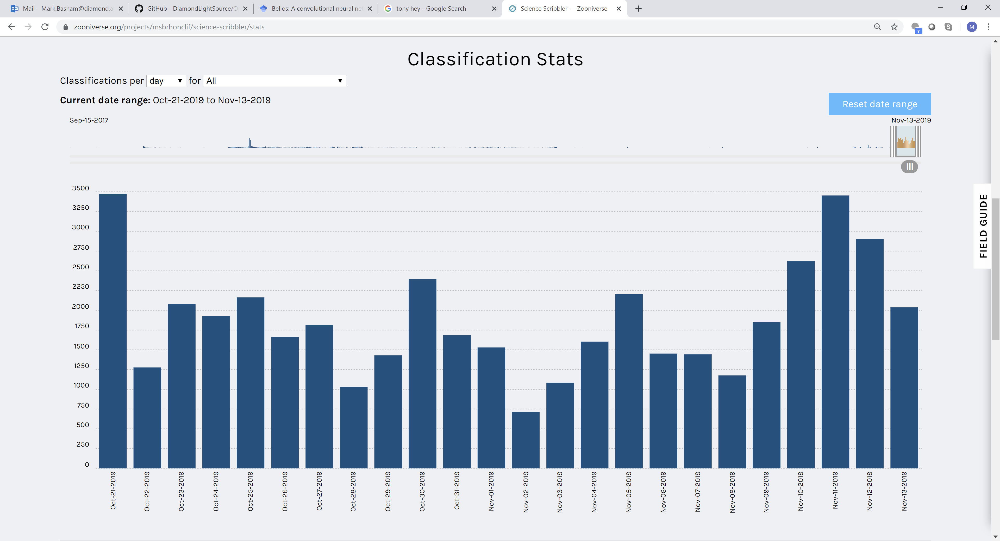 Mail – Mark.Basham@diamond.a
GitHub - DiamondLightSource/O
Bellos: A convolutional neural net
tony hey - Google Search
Science Scribbler — Zooniverse
zooniverse.org/projects/msbrhonclif/science-scribbler/stats
?
S
M
Classification Stats
Classifications per day for All
Current date range: Oct-21-2019 to Nov-13-2019
Reset date range
Sep-15-2017
Nov-13-2019
3500
3250
3000
2750
2500
2250
2000
1750
1500
1250
1000
750
500
250
0
Oct-21-2019
Oct-22-2019
Oct-23-2019
Oct-24-2019
Oct-25-2019
Oct-26-2019
Oct-27-2019
Oct-28-2019
Oct-29-2019
Oct-30-2019
Oct-31-2019
Nov-01-2019
Nov-02-2019
Nov-03-2019
Nov-04-2019
Nov-05-2019
Nov-06-2019
Nov-07-2019
Nov-08-2019
Nov-09-2019
Nov-10-2019
Nov-11-2019
Nov-12-2019
Nov-13-2019
FIELD GUIDE